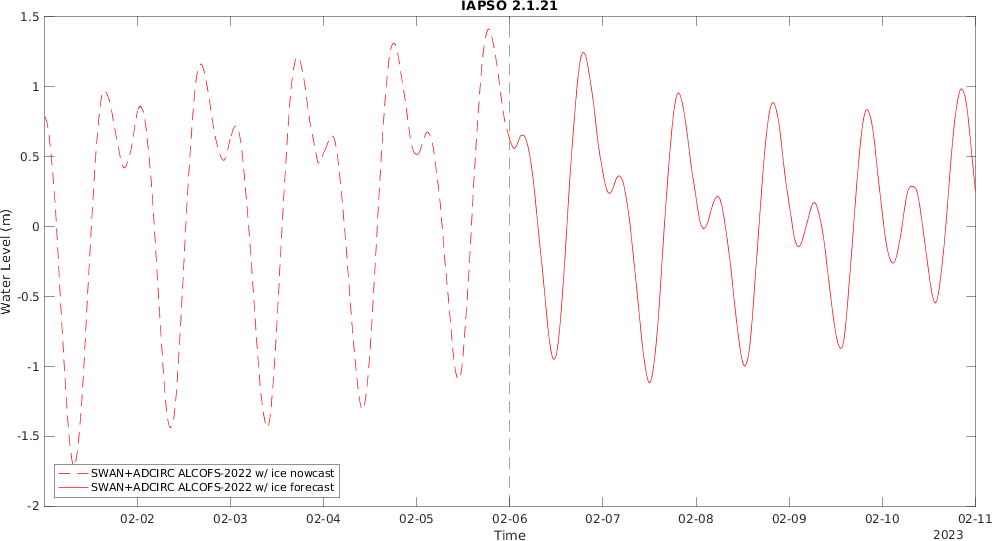 IAPSO 2.1.21
1.5
1
0.5
0
-0.5
-1
-1.5
-2
Water Level (m)
SWAN+ADCIRC ALCOFS-2022 w/ ice nowcast
SWAN+ADCIRC ALCOFS-2022 w/ ice forecast
02-02 02-03 02-04 02-05 02-06 02-07 02-08 02-09 02-10 02-11
Time
2023